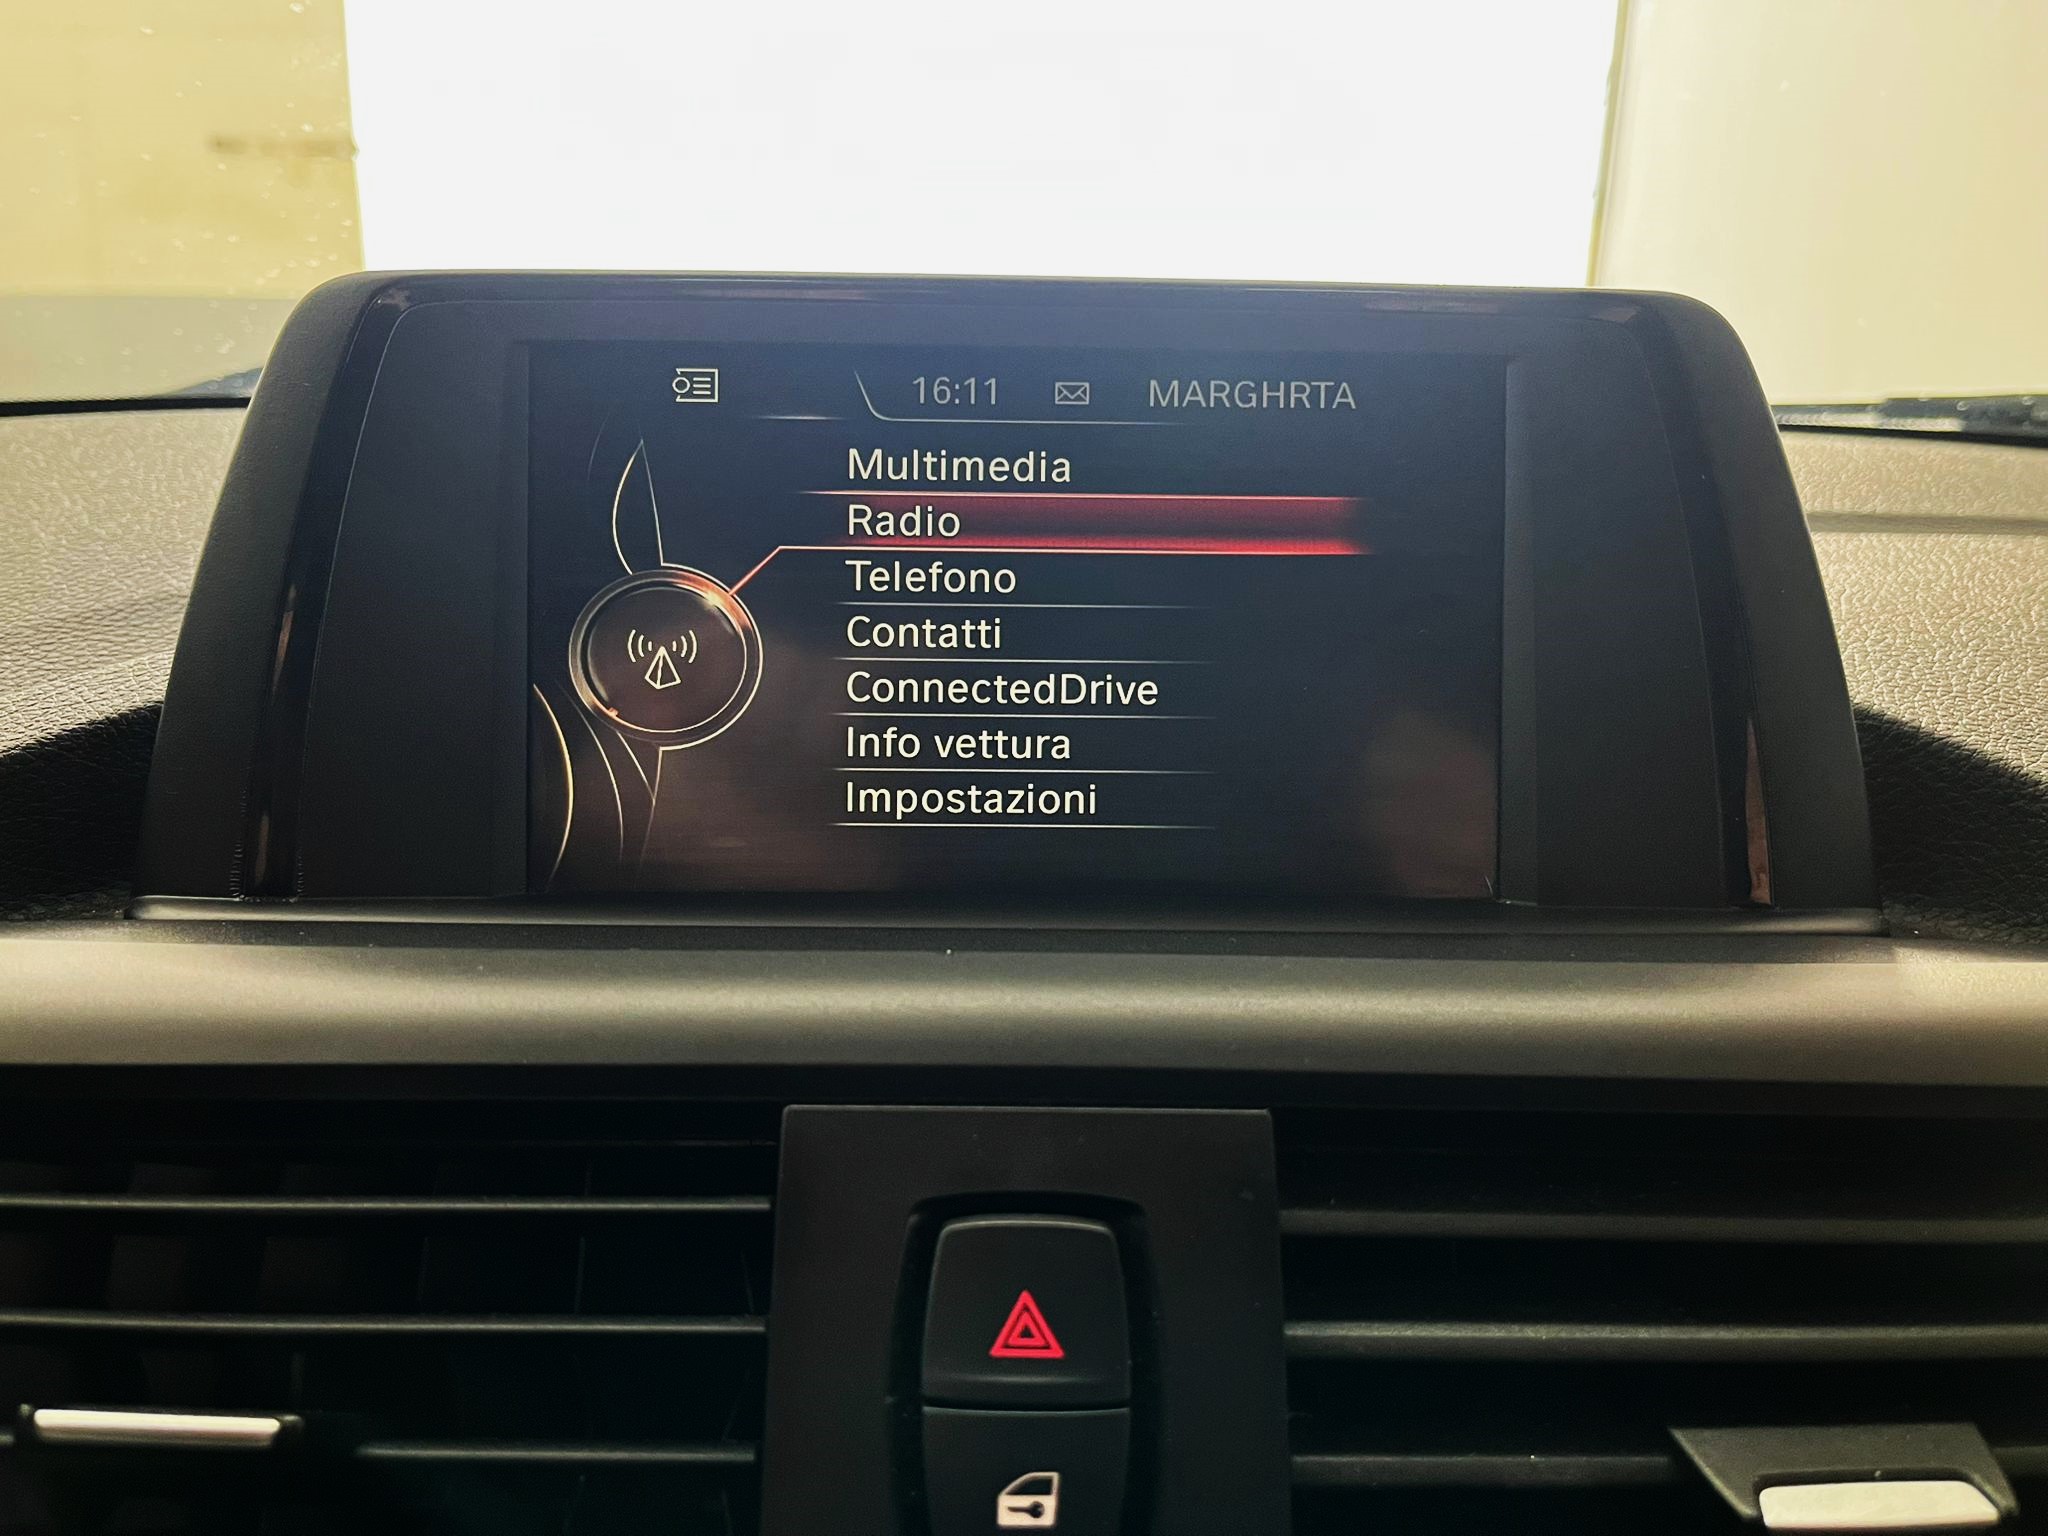 16:11 MARGHRTA
Multimedia
Radio
Telefono
Contatti
ConnectedDrive
Info vettura
Impostazioni